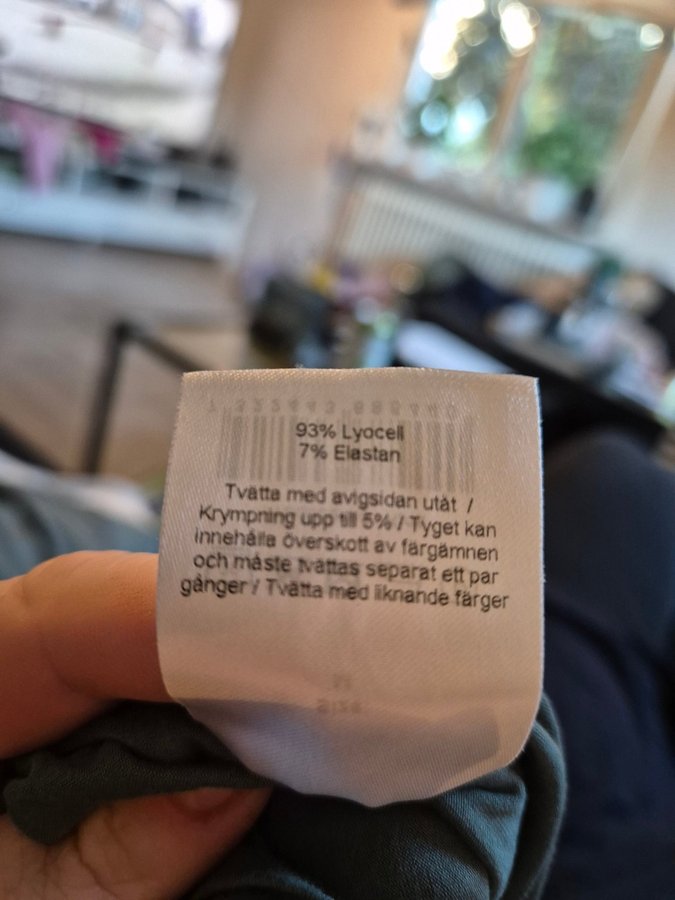 93% Lyocell
7% Elastan
Tvätta med avigsidan utåt /
Krympning upp till 5% / Tyget kan
innehålla överskott av färgämnen
och måste tvättas separat ett par
gånger / Tvätta med liknande färger